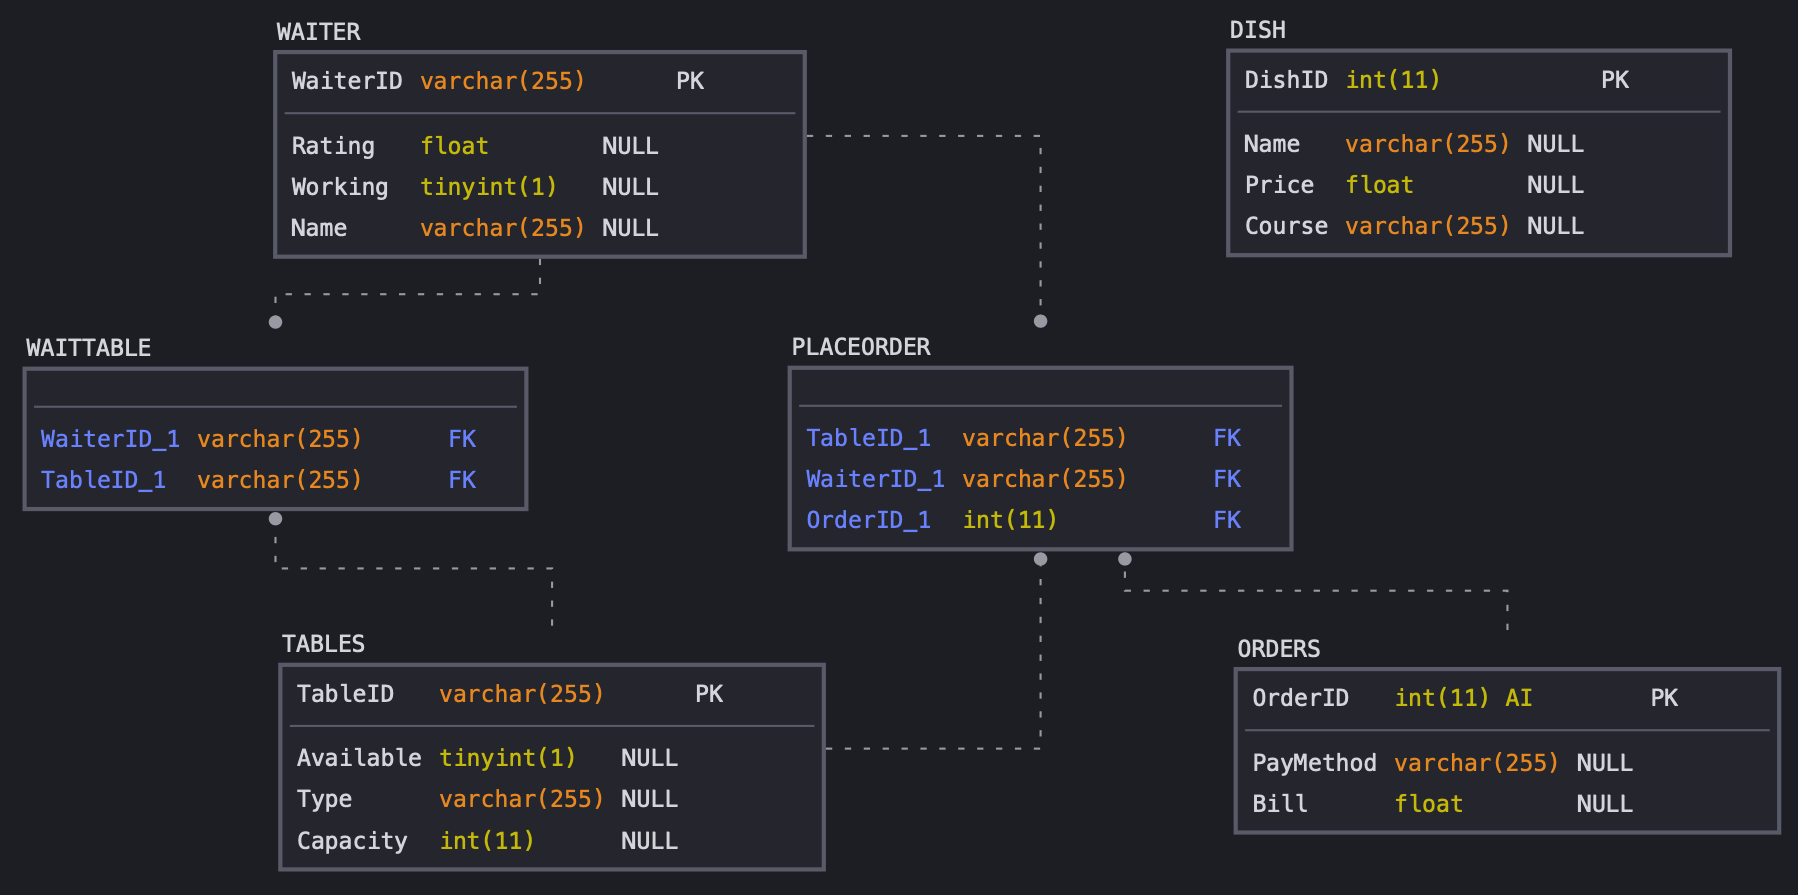 WAITER
WaiterID varchar(255) PK
Rating float NULL
Working tinyint(1) NULL
Name varchar(255) NULL
DISH
DishID int(11) PK
Name varchar(255) NULL
Price float NULL
Course varchar(255) NULL
WAITTABLE
WaiterID_1 varchar(255) FK
TableID_1 varchar(255) FK
PLACEORDER
TableID_1 varchar(255) FK
WaiterID_1 varchar(255) FK
OrderID_1 int(11) FK
TABLES
TableID varchar(255) PK
Available tinyint(1) NULL
Type varchar(255) NULL
Capacity int(11) NULL
ORDERS
OrderID int(11) AI PK
PayMethod varchar(255) NULL
Bill float NULL